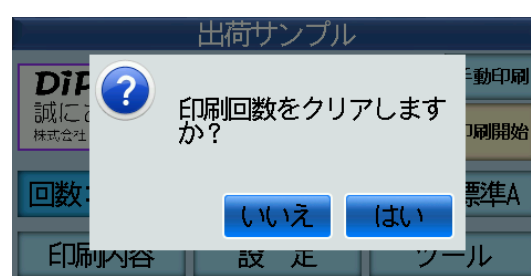 出荷サンプル
DiP
手動印刷
誠にご
株式会社
印刷回数をクリアします
か?
印刷開始
回数:
いいえ
はい
標準A
印刷内容
設 定
ツール